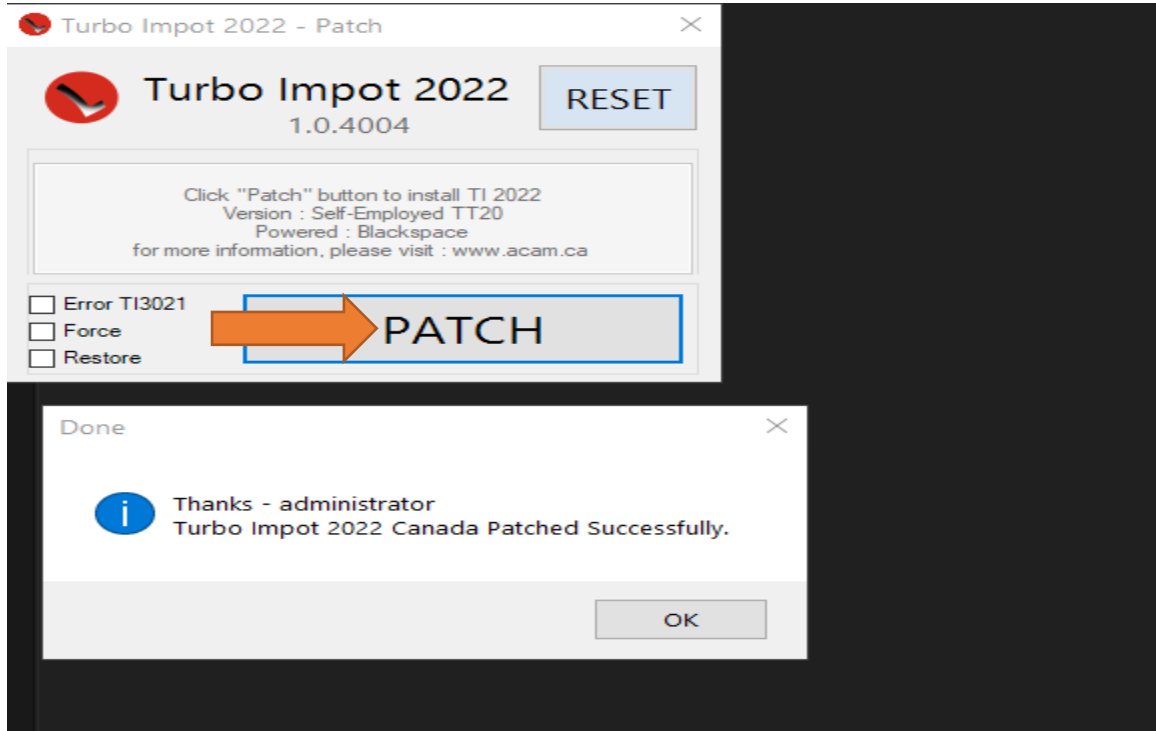 Turbo Impot 2022 - Patch
Turbo Impot 2022
1.0.4004
RESET
Click "Patch" button to install TI 2022
Version : Self-Employed TT20
Powered : Blackspace
for more information, please visit : www.acam.ca
Error TI3021
Force
Restore
PATCH
Done
Thanks - administrator
Turbo Impot 2022 Canada Patched Successfully.
OK